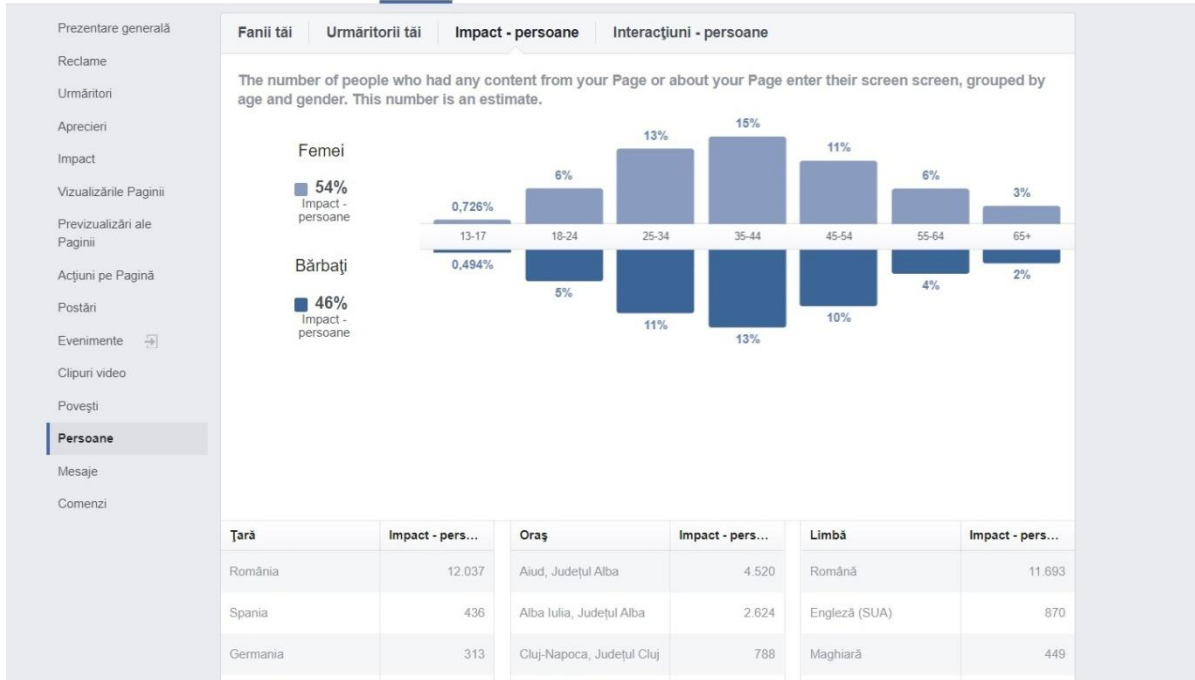 Prezentare generală
Reclame
Urmăritori
Aprecieri
Impact
Vizualizările Paginii
Previzualizări ale
Paginii
Acțiuni pe Pagină
Postări
Evenimente
Clipuri video
Povești
Persoane
Mesaje
Comenzi
Fanii tăi Urmăritorii tăi Impact - persoane Interacțiuni - persoane
The number of people who had any content from your Page or about your Page enter their screen screen, grouped by
age and gender. This number is an estimate.
Femei
54%
Impact -
persoane
0,726% 6% 13% 15% 11% 6% 3%
13-17 18-24 25-34 35-44 45-54 55-64 65+
Bărbați
46%
Impact -
persoane
0,494% 5% 11% 13% 10% 4% 2%
Țară Impact - pers... Oraș Impact - pers... Limbă Impact - pers...
România 12.037 Aiud, Județul Alba 4.520 Română 11.693
Spania 436 Alba Iulia, Județul Alba 2.624 Engleză (SUA) 870
Germania 313 Cluj-Napoca, Județul Cluj 788 Maghiară 449